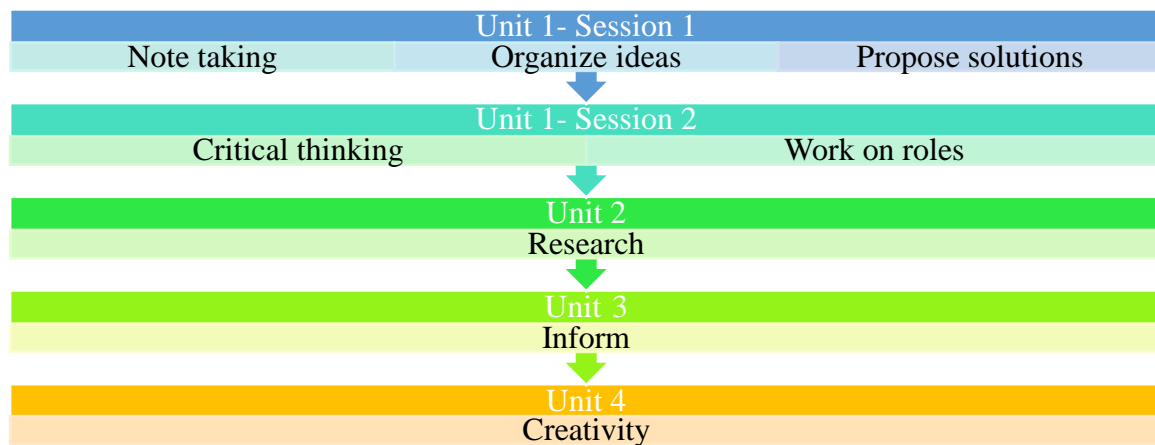 Unit 1- Session 1
Note taking
Organize ideas
Propose solutions
Unit 1- Session 2
Critical thinking
Work on roles
Unit 2
Research
Unit 3
Inform
Unit 4
Creativity